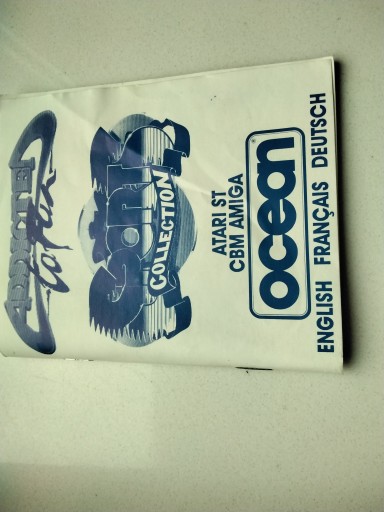 ADDICTED
to Fun
COLLECTION
ATARI ST
CBM AMIGA
ocean
ENGLISH FRANÇAIS DEUTSCH